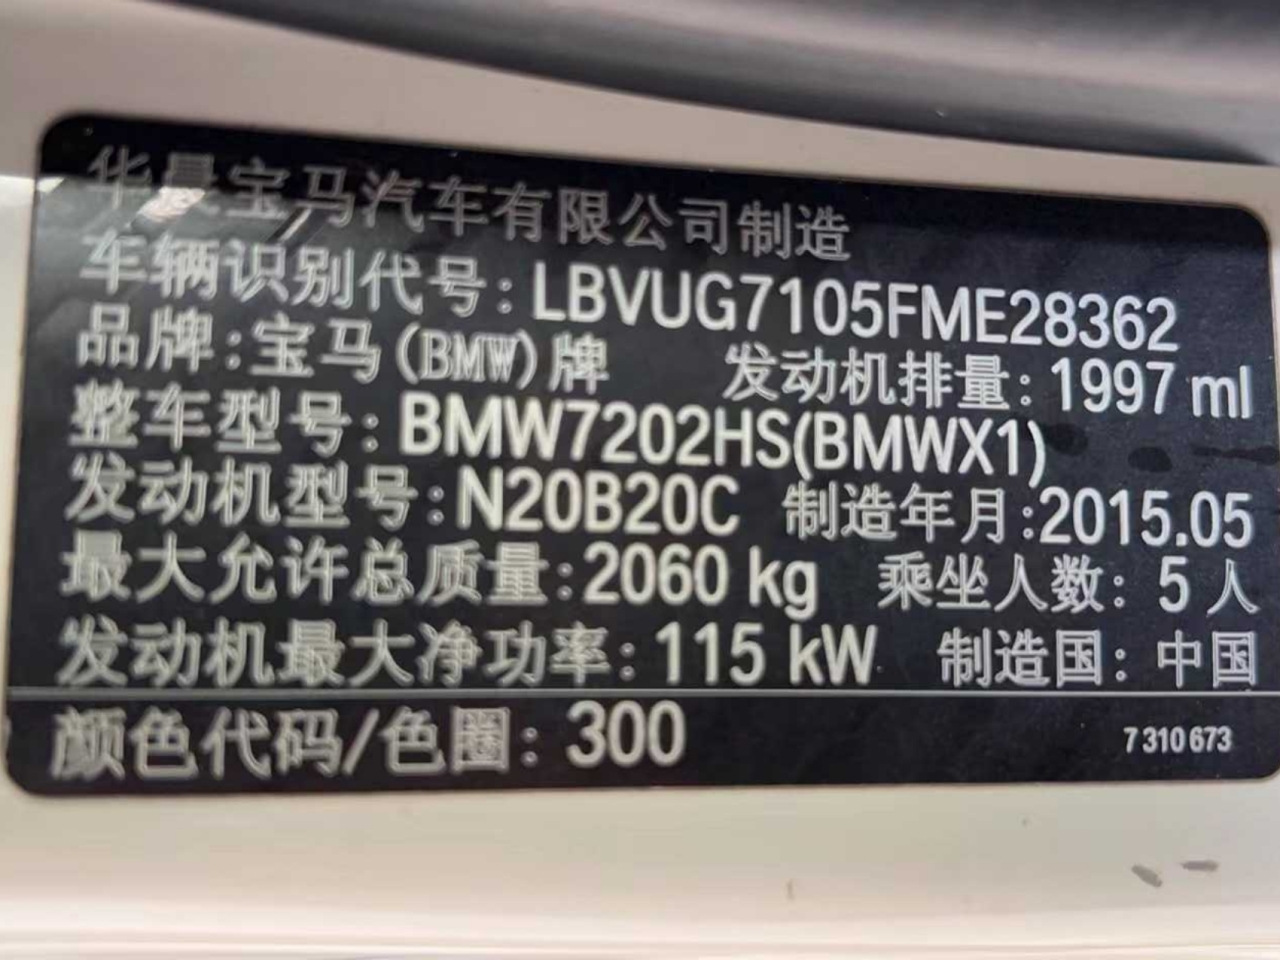 华晨宝马汽车有限公司制造
车辆识别代号:LBVUG7105FME28362
品牌:宝马(BMW)牌 发动机排量:1997 ml
整车型号:BMW7202HS(BMWX1)
发动机型号:N20B20C 制造年月:2015.05
最大允许总质量:2060 kg 乘坐人数:5人
发动机最大净功率:115 kW 制造国:中国
颜色代码/色圈:300 7 310 673